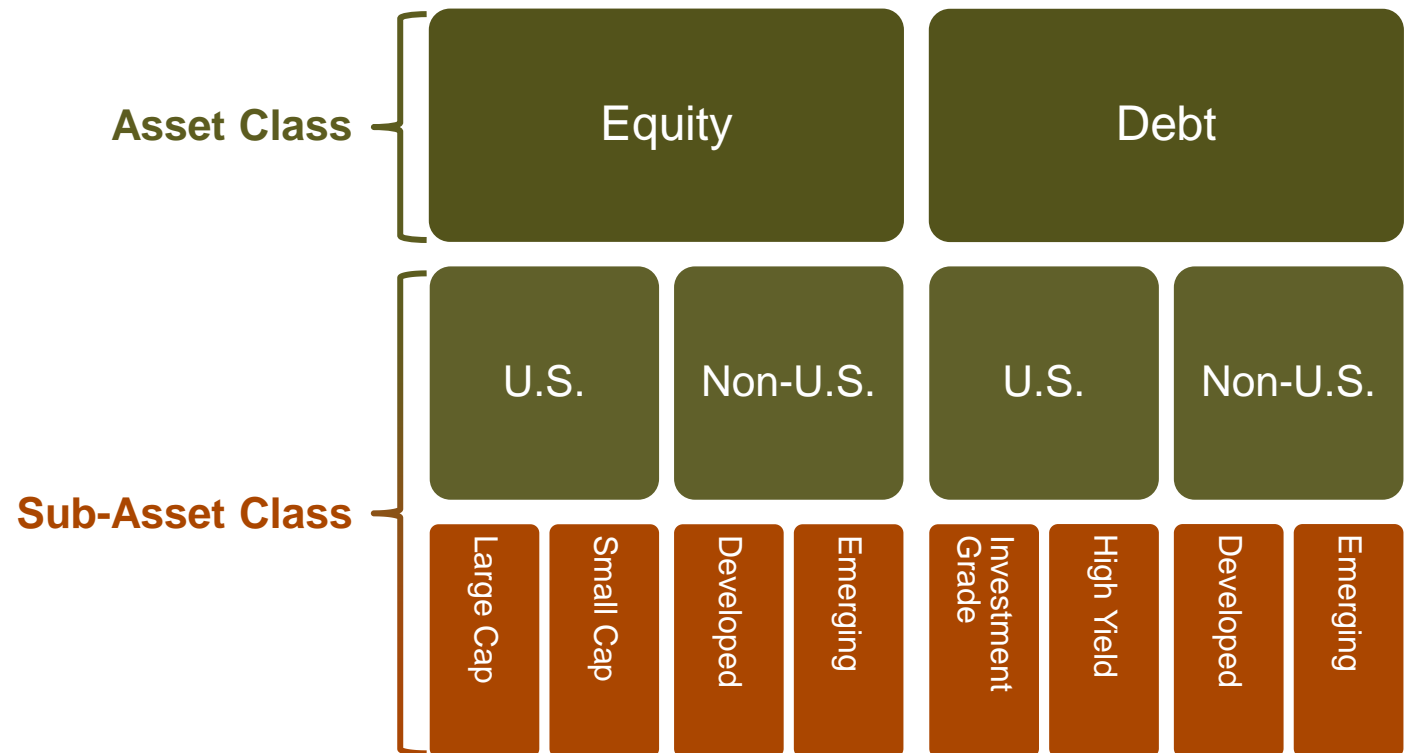 Asset Class
Equity
Debt
Sub-Asset Class
U.S.
Non-U.S.
U.S.
Non-U.S.
Large Cap
Small Cap
Developed
Emerging
Investment
Grade
High Yield
Developed
Emerging